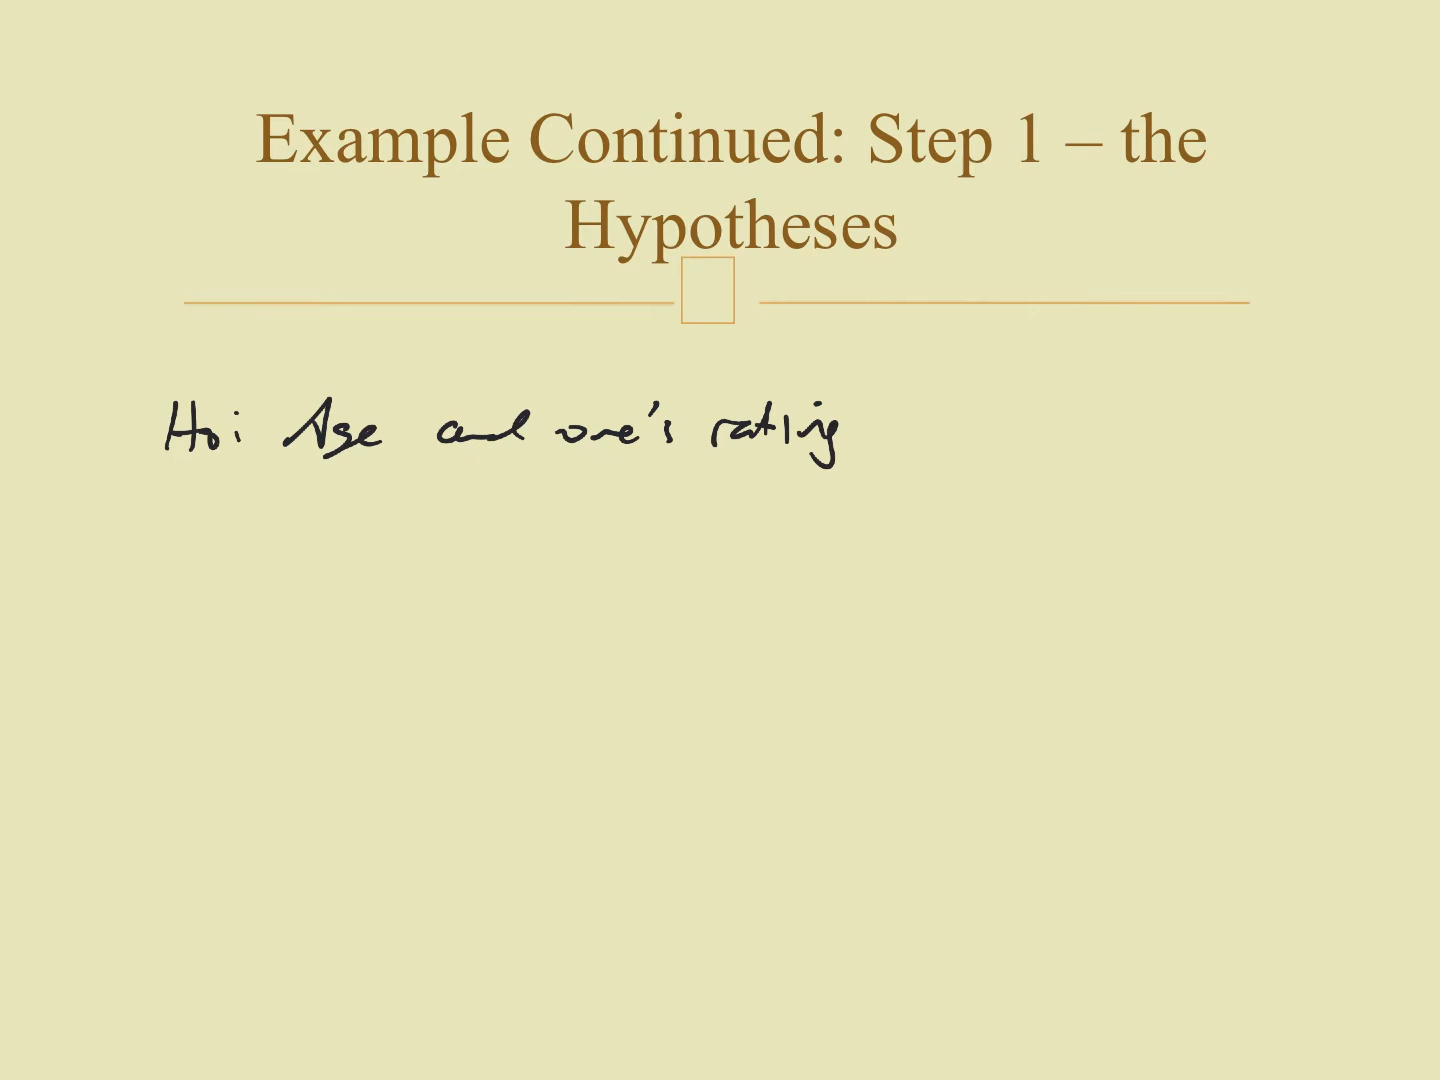 Example Continued: Step 1 – the
Hypotheses
Ho: Age and one's rating